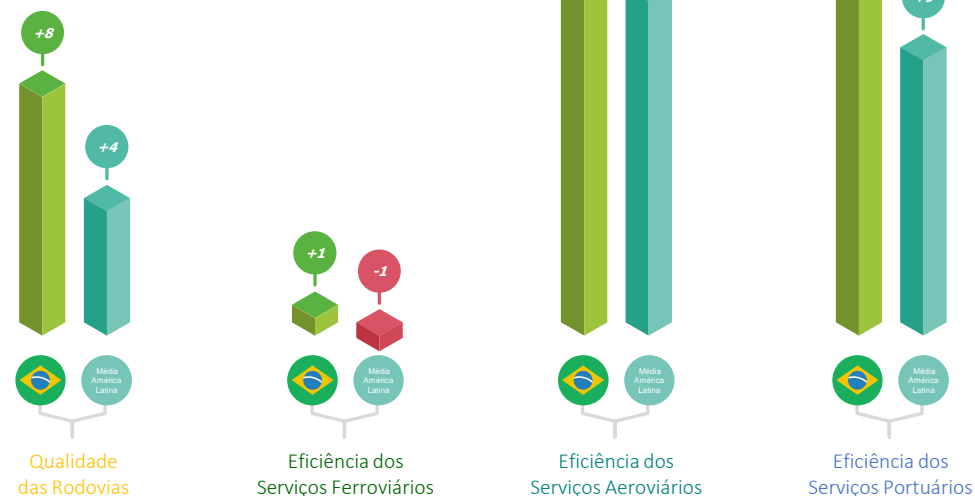 +8
+4
+1
-1
Média
América
Latina
Média
América
Latina
Média
América
Latina
Média
América
Latina
Qualidade
das Rodovias
Eficiência dos
Serviços Ferroviários
Eficiência dos
Serviços Aeroviários
Eficiência dos
Serviços Portuários